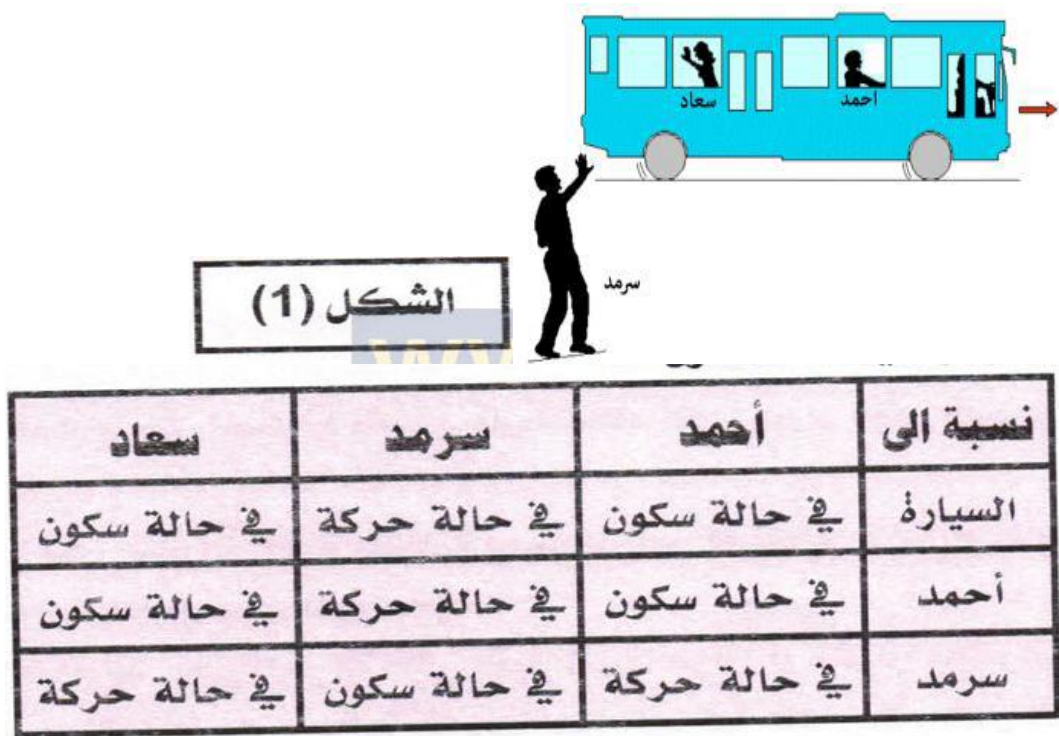 احمد
سعاد
سرمد
الشكل (1)
نسبة الى أحمد سرمد سعاد
السيارة في حالة سكون في حالة حركة في حالة سكون
أحمد في حالة سكون في حالة حركة في حالة سكون
سرمد في حالة حركة في حالة سكون في حالة حركة